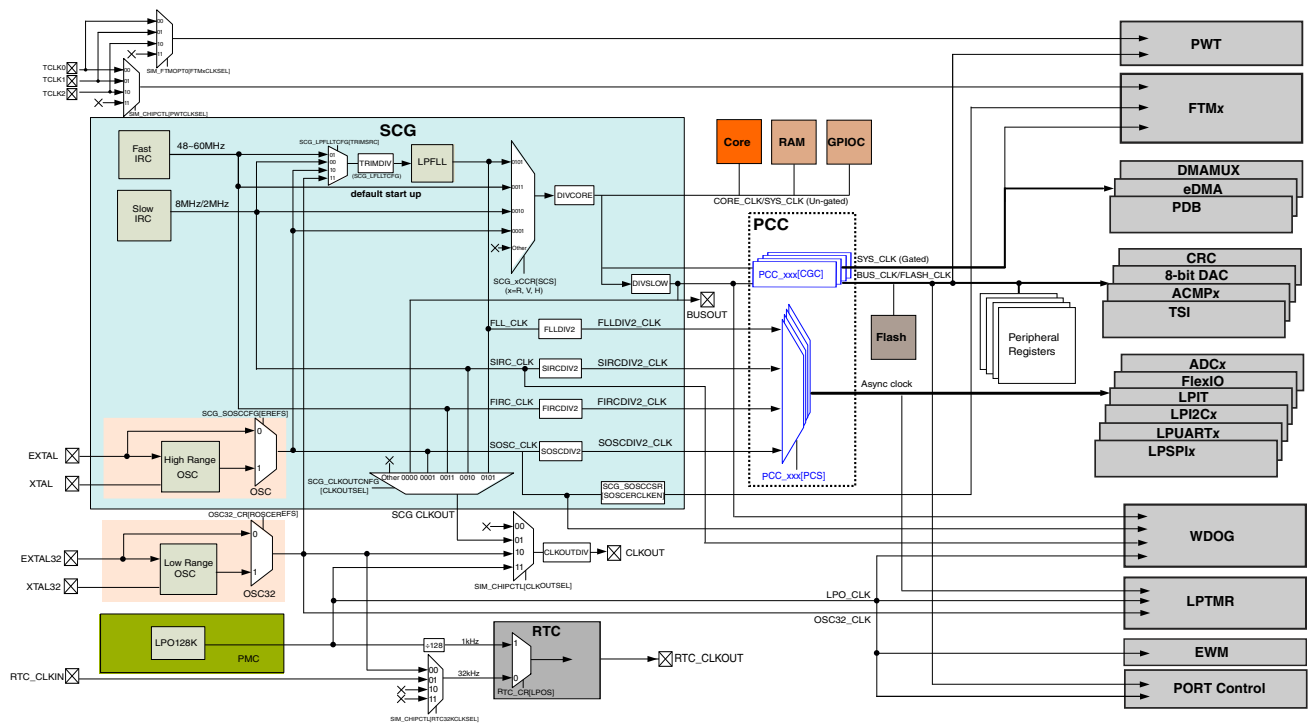 00
01
10
11
SIM_FTMOPT0[FTMxCLKSEL]
TCLK0
TCLK1
TCLK2
00
01
10
11
SIM_CHIPCTL[PWTCLKSEL]
PWT
FTMx
SCG
Fast
IRC
48~60MHz
Slow
IRC
8MHz/2MHz
SCG_LPFLLTCFG[TRIMSRC]
01
00
10
11
TRIMDIV
(SCG_LPFLLTCFG)
LPFLL
default start up
0101
0011
0010
0001
Other
SCG_xCCR[SCS]
(x=R, V, H)
DIVCORE
DIVSLOW
BUSOUT
Core
RAM
GPIOC
CORE_CLK/SYS_CLK (Un-gated)
PCC
PCC_xxx[CGC]
SYS_CLK (Gated)
BUS_CLK/FLASH_CLK
Flash
Peripheral
Registers
DMAMUX
eDMA
PDB
CRC
8-bit DAC
ACMPx
TSI
FLL_CLK
FLLDIV2
FLLDIV2_CLK
SIRC_CLK
SIRCDIV2
SIRCDIV2_CLK
FIRC_CLK
FIRCDIV2
FIRCDIV2_CLK
SOSC_CLK
SOSCDIV2
SOSCDIV2_CLK
Async clock
PCC_xxx[PCS]
ADCx
FlexIO
LPIT
LPI2Cx
LPUARTx
LPSPIx
SCG_SOSCCFG[EREFS]
EXTAL
XTAL
High Range
OSC
0
1
OSC
Other 0000 0001 0011 0010 0101
SCG_CLKOUTCNFG
[CLKOUTSEL]
SCG CLKOUT
SCG_SOSCCSR
[SOSCERCLKEN]
OSC32_CR[ROSCEREFS]
EXTAL32
XTAL32
Low Range
OSC
0
1
OSC32
00
01
10
11
SIM_CHIPCTL[CLKOUTSEL]
CLKOUTDIV
CLKOUT
WDOG
LPO_CLK
OSC32_CLK
LPTMR
LPO128K
PMC
÷128
1kHz
RTC
1
0
RTC_CR[LPOS]
RTC_CLKOUT
RTC_CLKIN
00
01
10
11
32kHz
SIM_CHIPCTL[RTC32KCLKSEL]
EWM
PORT Control